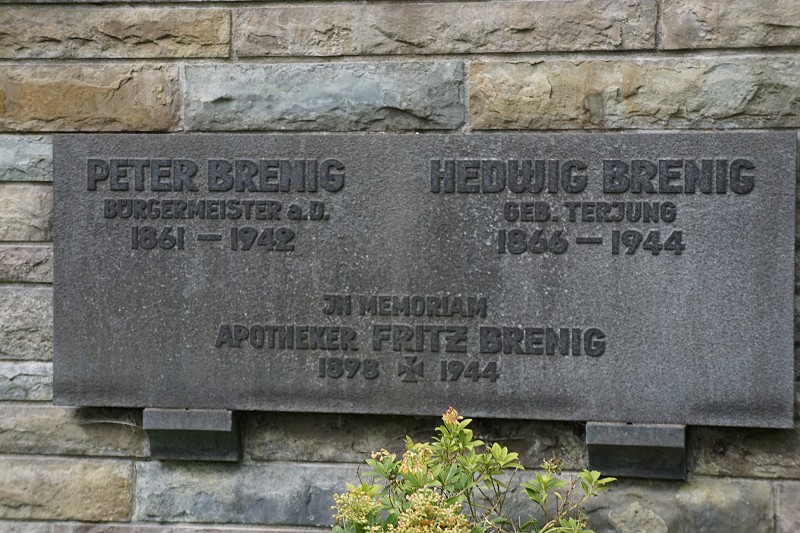 PETER BRENIG
BÜRGERMEISTER a.D.
1861 – 1942
HEDWIG BRENIG
GEB. TERJUNG
1866 – 1944
JN MEMORIAM
APOTHEKER FRITZ BRENIG
1898 ✠ 1944